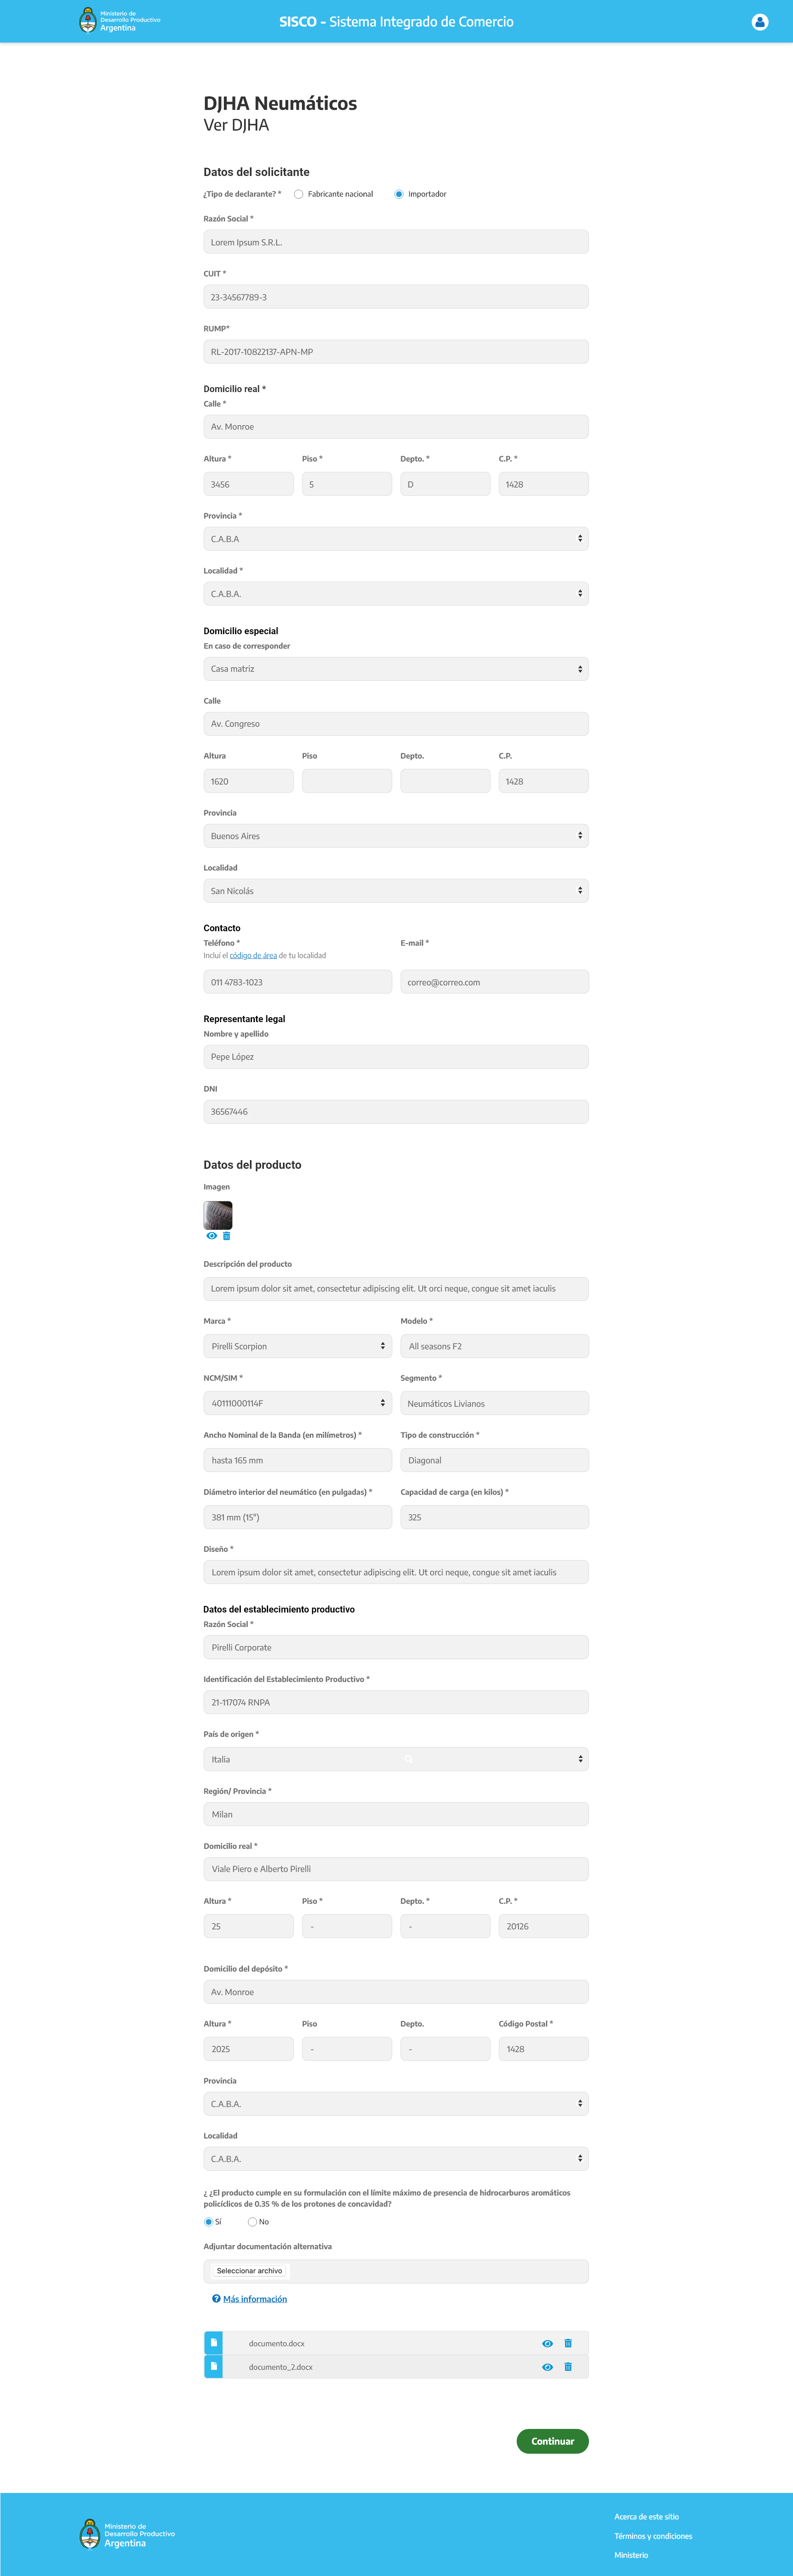 Ministerio de
Desarrollo Productivo
Argentina
SISCO - Sistema Integrado de Comercio
DJHA Neumáticos
Ver DJHA
Datos del solicitante
¿Tipo de declarante? * Fabricante nacional Importador
Razón Social *
Lorem Ipsum S.R.L.
CUIT *
23-34567789-3
RUMP*
RL-2017-10822137-APN-MP
Domicilio real *
Calle *
Av. Monroe
Altura * Piso * Depto. * C.P. *
3456 5 D 1428
Provincia *
C.A.B.A
Localidad *
C.A.B.A.
Domicilio especial
En caso de corresponder
Casa matriz
Calle
Av. Congreso
Altura Piso Depto. C.P.
1620 1428
Provincia
Buenos Aires
Localidad
San Nicolás
Contacto
Teléfono * E-mail *
Incluí el código de área de tu localidad
011 4783-1023 correo@correo.com
Representante legal
Nombre y apellido
Pepe López
DNI
36567446
Datos del producto
Imagen
Descripción del producto
Lorem ipsum dolor sit amet, consectetur adipiscing elit. Ut orci neque, congue sit amet iaculis
Marca * Modelo *
Pirelli Scorpion All seasons F2
NCM/SIM * Segmento *
40111000114F Neumáticos Livianos
Ancho Nominal de la Banda (en milímetros) * Tipo de construcción *
hasta 165 mm Diagonal
Diámetro interior del neumático (en pulgadas) * Capacidad de carga (en kilos) *
381 mm (15") 325
Diseño *
Lorem ipsum dolor sit amet, consectetur adipiscing elit. Ut orci neque, congue sit amet iaculis
Datos del establecimiento productivo
Razón Social *
Pirelli Corporate
Identificación del Establecimiento Productivo *
21-117074 RNPA
País de origen *
Italia
Región/ Provincia *
Milan
Domicilio real *
Viale Piero e Alberto Pirelli
Altura * Piso * Depto. * C.P. *
25 - - 20126
Domicilio del depósito *
Av. Monroe
Altura * Piso Depto. Código Postal *
2025 - - 1428
Provincia
C.A.B.A.
Localidad
C.A.B.A.
¿ ¿El producto cumple en su formulación con el límite máximo de presencia de hidrocarburos aromáticos
policíclicos de 0.35 % de los protones de concavidad?
Sí No
Adjuntar documentación alternativa
Seleccionar archivo
Más información
documento.docx
documento_2.docx
Continuar
Ministerio de
Desarrollo Productivo
Argentina
Acerca de este sitio
Términos y condiciones
Ministerio